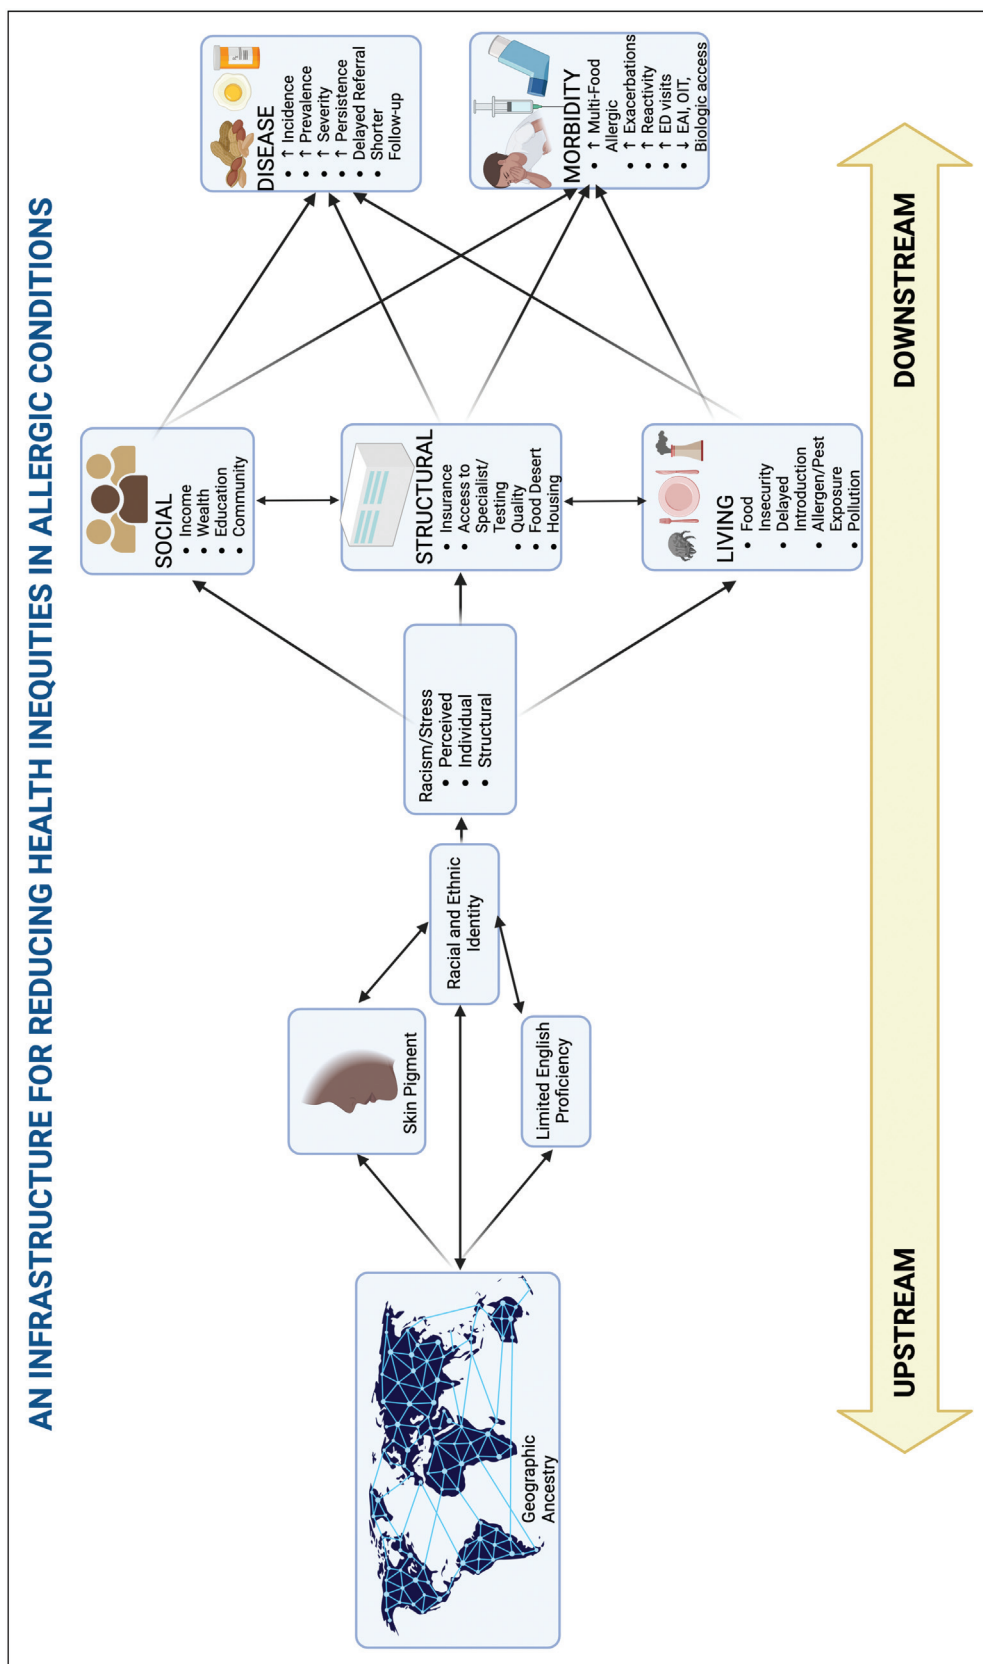 AN INFRASTRUCTURE FOR REDUCING HEALTH INEQUITIES IN ALLERGIC CONDITIONS
Geographic
Ancestry
Skin Pigment
Limited English
Proficiency
Racial and Ethnic
Identity
Racism/Stress
• Perceived
• Individual
• Structural
SOCIAL
• Income
• Wealth
• Education
• Community
STRUCTURAL
• Insurance
• Access to
Specialist/
Testing
• Quality
• Food Desert
• Housing
LIVING
• Food
Insecurity
• Delayed
Introduction
• Allergen/Pest
Exposure
• Pollution
DISEASE
• ↑ Incidence
• ↑ Prevalence
• ↑ Severity
• ↑ Persistence
• Delayed Referral
• Shorter
Follow-up
MORBIDITY
• ↑ Multi-Food
Allergic
• ↑ Exacerbations
• ↑ Reactivity
• ↑ ED visits
• ↓ EAI, OIT,
Biologic access
UPSTREAM
DOWNSTREAM